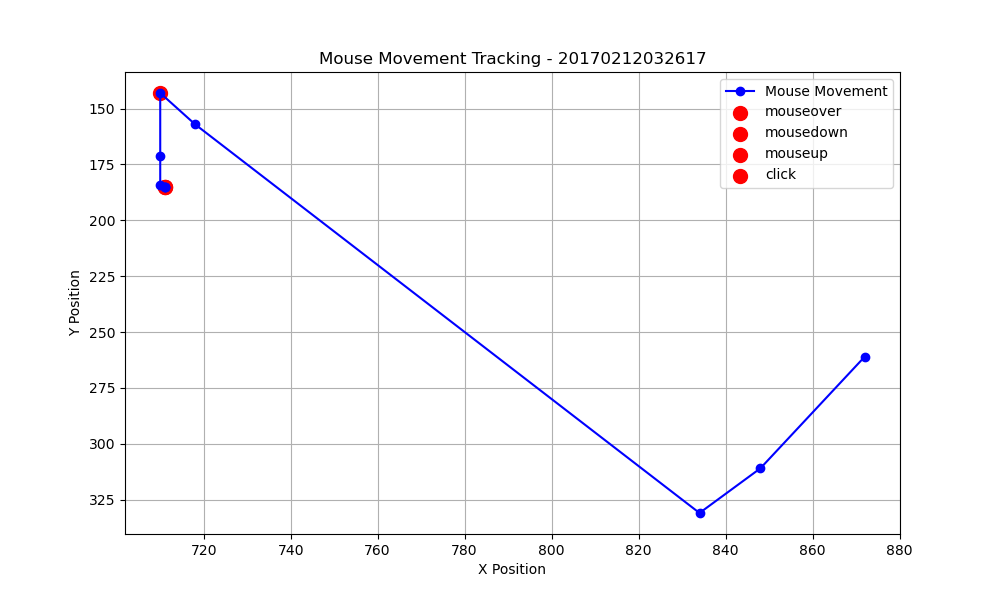 Mouse Movement Tracking - 20170212032617
Mouse Movement
mouseover
mousedown
mouseup
click
150
175
200
225
250
275
300
325
Y Position
720 740 760 780 800 820 840 860 880
X Position